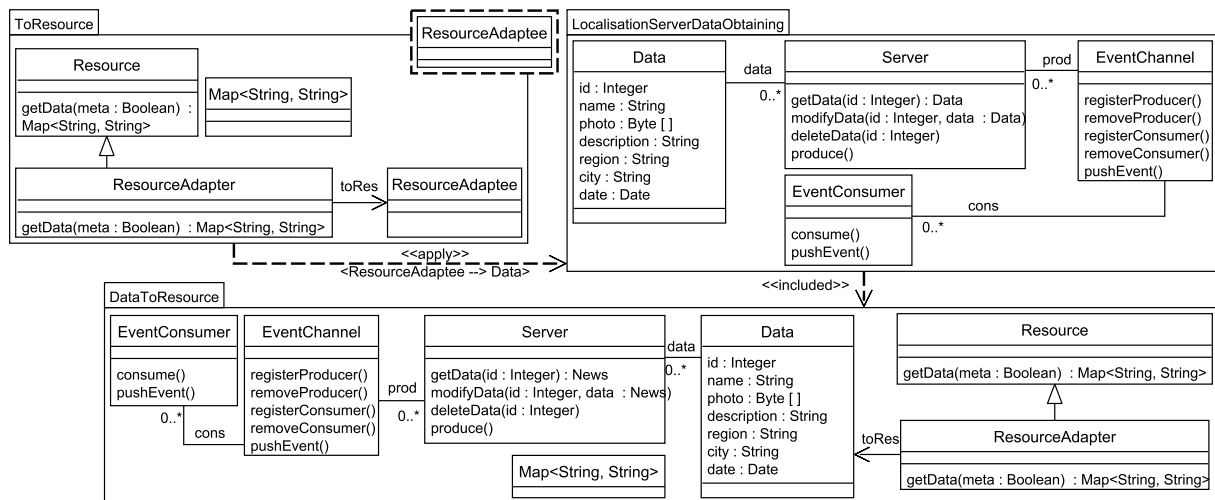 ToResource
ResourceAdaptee
Resource
getData(meta : Boolean) :
Map<String, String>
Map<String, String>
ResourceAdapter
getData(meta : Boolean) : Map<String, String>
toRes
ResourceAdaptee
LocalisationServerDataObtaining
Data
id : Integer
name : String
photo : Byte [ ]
description : String
region : String
city : String
date : Date
data
0..*
Server
getData(id : Integer) : Data
modifyData(id : Integer, data : Data)
deleteData(id : Integer)
produce()
prod
0..*
EventChannel
registerProducer()
removeProducer()
registerConsumer()
removeConsumer()
pushEvent()
EventConsumer
consume()
pushEvent()
cons
0..*
<<apply>>
<ResourceAdaptee --> Data>
<<included>>
DataToResource
EventConsumer
consume()
pushEvent()
0..*
cons
EventChannel
registerProducer()
removeProducer()
registerConsumer()
removeConsumer()
pushEvent()
prod
0..*
Server
getData(id : Integer) : News
modifyData(id : Integer, data : News)
deleteData(id : Integer)
produce()
data
0..*
Map<String, String>
Data
id : Integer
name : String
photo : Byte [ ]
description : String
region : String
city : String
date : Date
toRes
Resource
getData(meta : Boolean) : Map<String, String>
ResourceAdapter
getData(meta : Boolean) : Map<String, String>